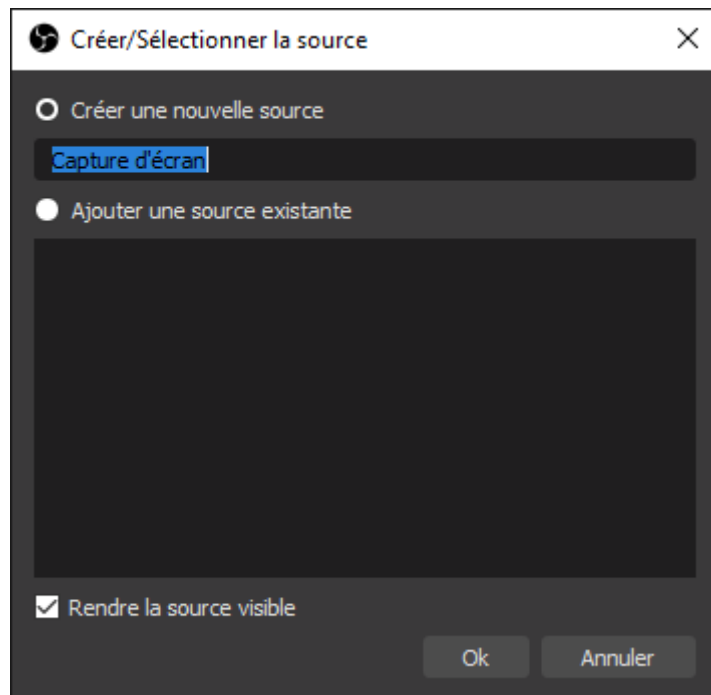 Créer/Sélectionner la source
Créer une nouvelle source
Capture d'écran
Ajouter une source existante
Rendre la source visible
Ok
Annuler